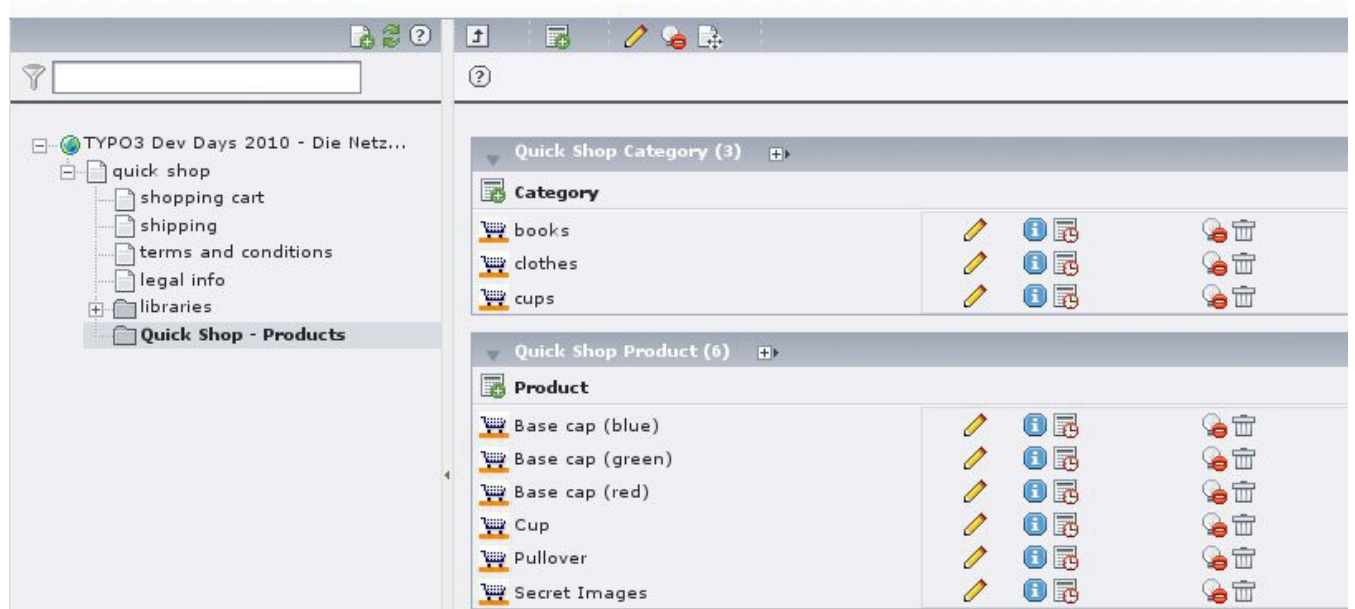 TYPO3 Dev Days 2010 - Die Netz...
quick shop
shopping cart
shipping
terms and conditions
legal info
libraries
Quick Shop - Products
Quick Shop Category (3)
Category
books
clothes
cups
Quick Shop Product (6)
Product
Base cap (blue)
Base cap (green)
Base cap (red)
Cup
Pullover
Secret Images